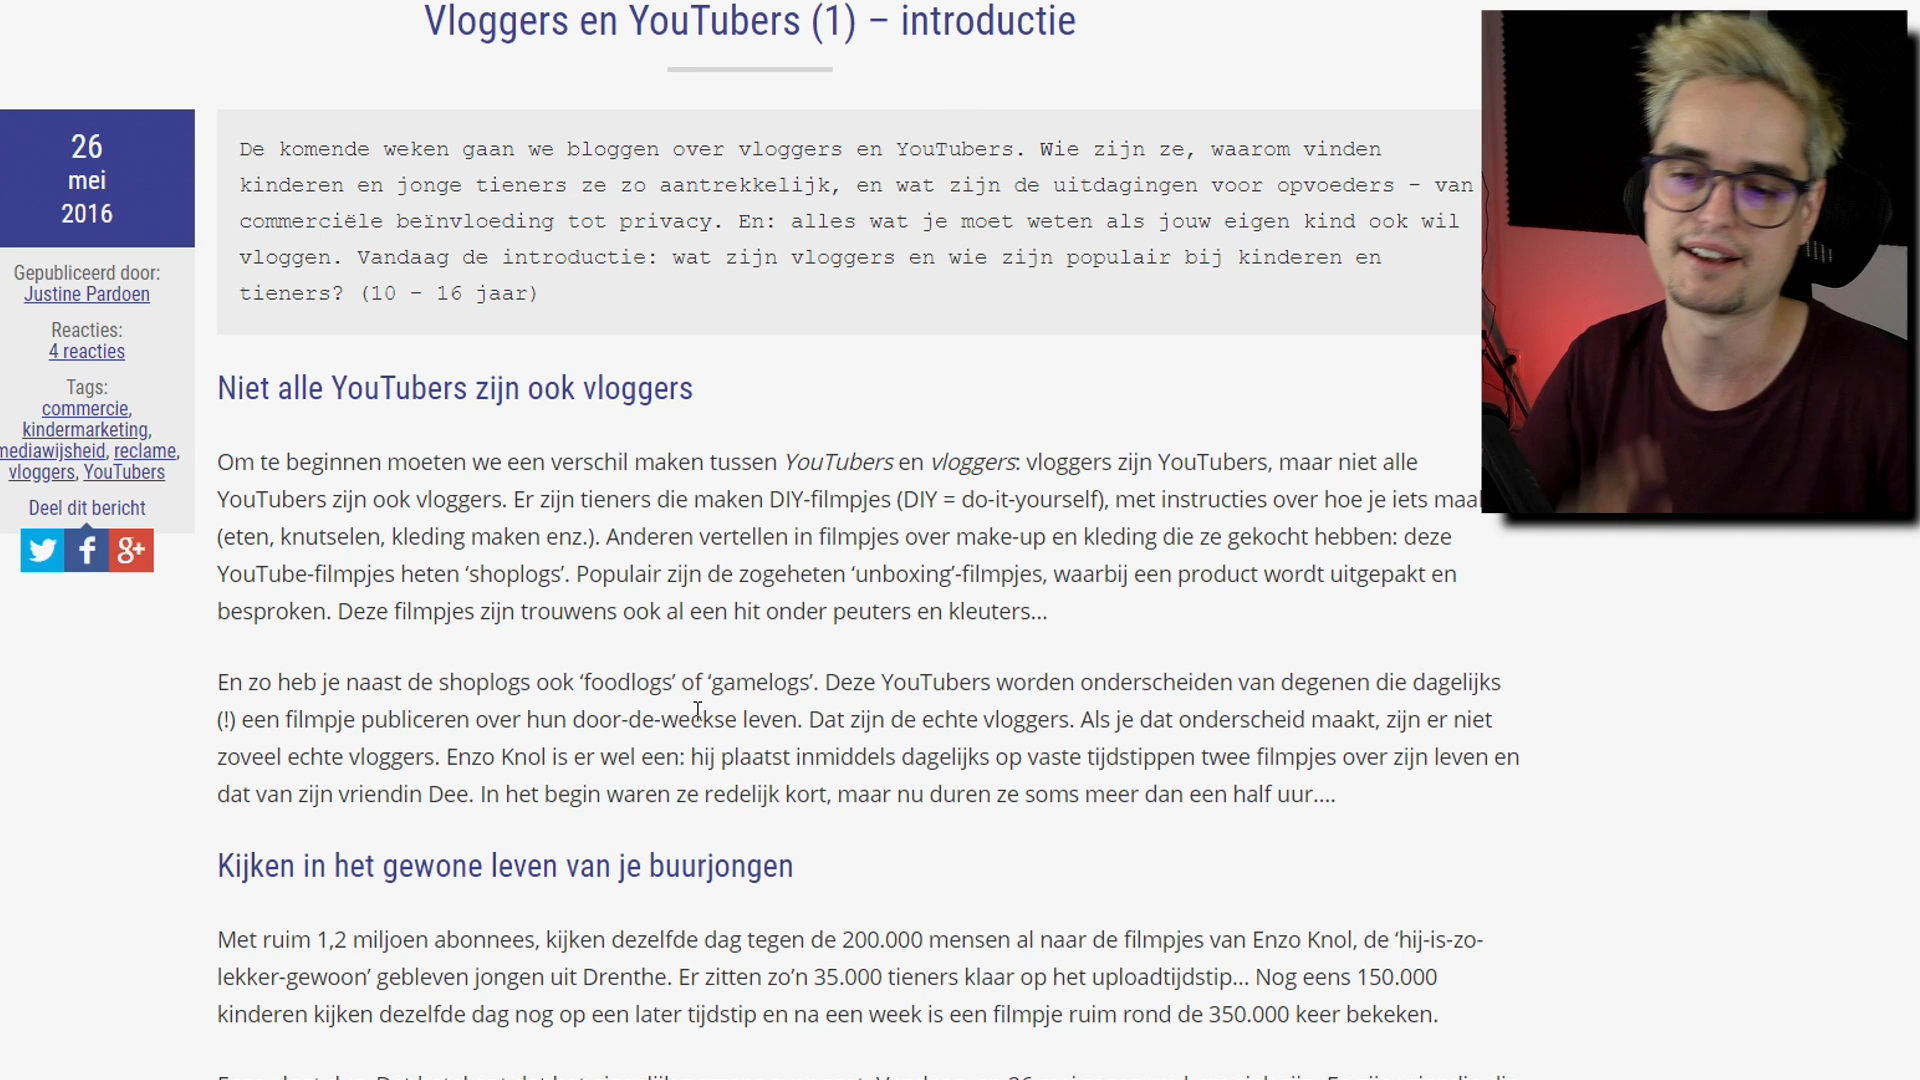 Vloggers en YouTubers (1) – introductie
26
mei
2016
Gepubliceerd door:
Justine Pardoen
Reacties:
4 reacties
Tags:
commercie,
kindermarketing,
mediawijsheid, reclame,
vloggers, YouTubers
Deel dit bericht
De komende weken gaan we bloggen over vloggers en YouTubers. Wie zijn ze, waarom vinden
kinderen en jonge tieners ze zo aantrekkelijk, en wat zijn de uitdagingen voor opvoeders – van
commerciële beïnvloeding tot privacy. En: alles wat je moet weten als jouw eigen kind ook wil
vloggen. Vandaag de introductie: wat zijn vloggers en wie zijn populair bij kinderen en
tieners? (10 – 16 jaar)
Niet alle YouTubers zijn ook vloggers
Om te beginnen moeten we een verschil maken tussen YouTubers en vloggers: vloggers zijn YouTubers, maar niet alle
YouTubers zijn ook vloggers. Er zijn tieners die maken DIY-filmpjes (DIY = do-it-yourself), met instructies over hoe je iets
(eten, knutselen, kleding maken enz.). Anderen vertellen in filmpjes over make-up en kleding die ze gekocht hebben: deze
YouTube-filmpjes heten ‘shoplogs’. Populair zijn de zogeheten ‘unboxing’-filmpjes, waarbij een product wordt uitgepakt en
besproken. Deze filmpjes zijn trouwens ook al een hit onder peuters en kleuters…
En zo heb je naast de shoplogs ook ‘foodlogs’ of ‘gamelogs’. Deze YouTubers worden onderscheiden van degenen die dagelijks
(!) een filmpje publiceren over hun door-de-weekse leven. Dat zijn de echte vloggers. Als je dat onderscheid maakt, zijn er niet
zoveel echte vloggers. Enzo Knol is er wel een: hij plaatst inmiddels dagelijks op vaste tijdstippen twee filmpjes over zijn leven en
dat van zijn vriendin Dee. In het begin waren ze redelijk kort, maar nu duren ze soms meer dan een half uur….
Kijken in het gewone leven van je buurjongen
Met ruim 1,2 miljoen abonnees, kijken dezelfde dag tegen de 200.000 mensen al naar de filmpjes van Enzo Knol, de ‘hij-is-zo-
lekker-gewoon’ gebleven jongen uit Drenthe. Er zitten zo’n 35.000 tieners klaar op het uploadtijdstip… Nog eens 150.000
kinderen kijken dezelfde dag nog op een later tijdstip en na een week is een filmpje ruim rond de 350.000 keer bekeken.